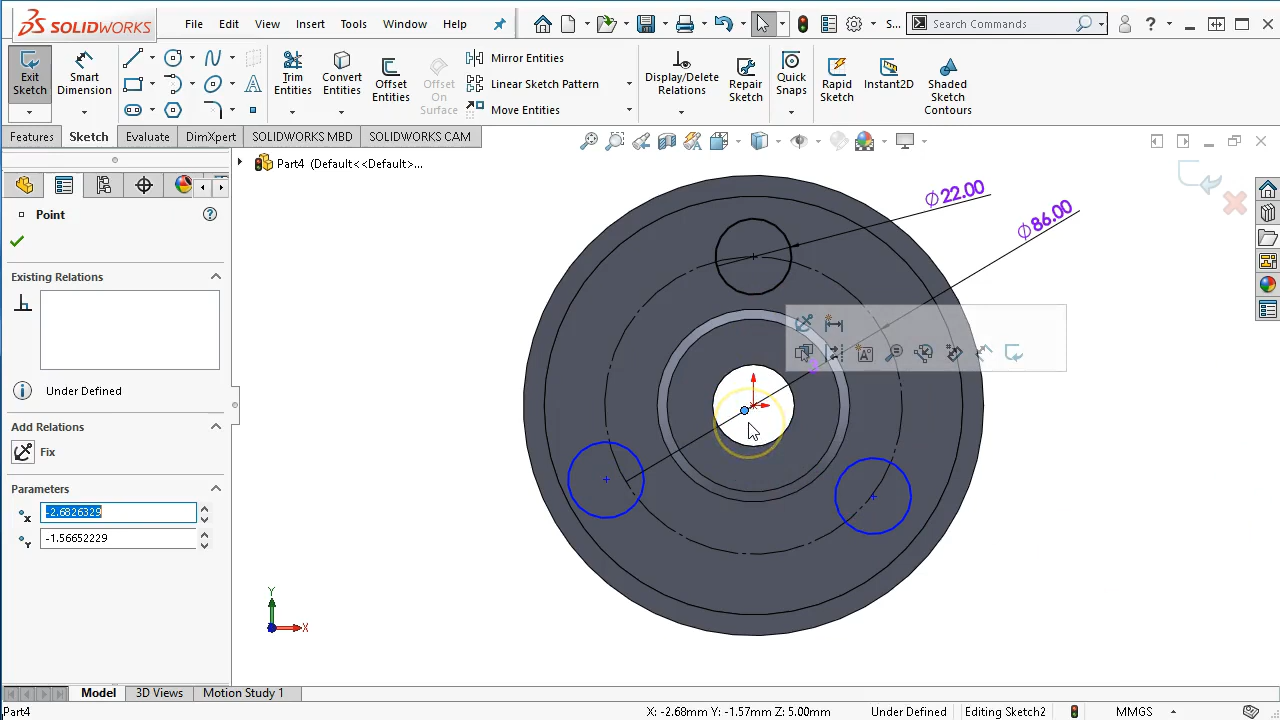 SOLIDWORKS
File
Edit
View
Insert
Tools
Window
Help
S...
Search Commands
Exit
Sketch
Smart
Dimension
Trim
Entities
Convert
Entities
Offset
Entities
Offset
On
Surface
Mirror Entities
Linear Sketch Pattern
Move Entities
Display/Delete
Relations
Repair
Sketch
Quick
Snaps
Rapid
Sketch
Instant2D
Shaded
Sketch
Contours
Features
Sketch
Evaluate
DimXpert
SOLIDWORKS MBD
SOLIDWORKS CAM
Part4 (Default<<Default>...
Point
Existing Relations
Under Defined
Add Relations
Fix
Parameters
-2.6826329
-1.56652229
Ø22.00
Ø86.00
3
Y
X
Model
3D Views
Motion Study 1
Part4
X: -2.68mm Y: -1.57mm Z: 5.00mm
Under Defined
Editing Sketch2
MMGS